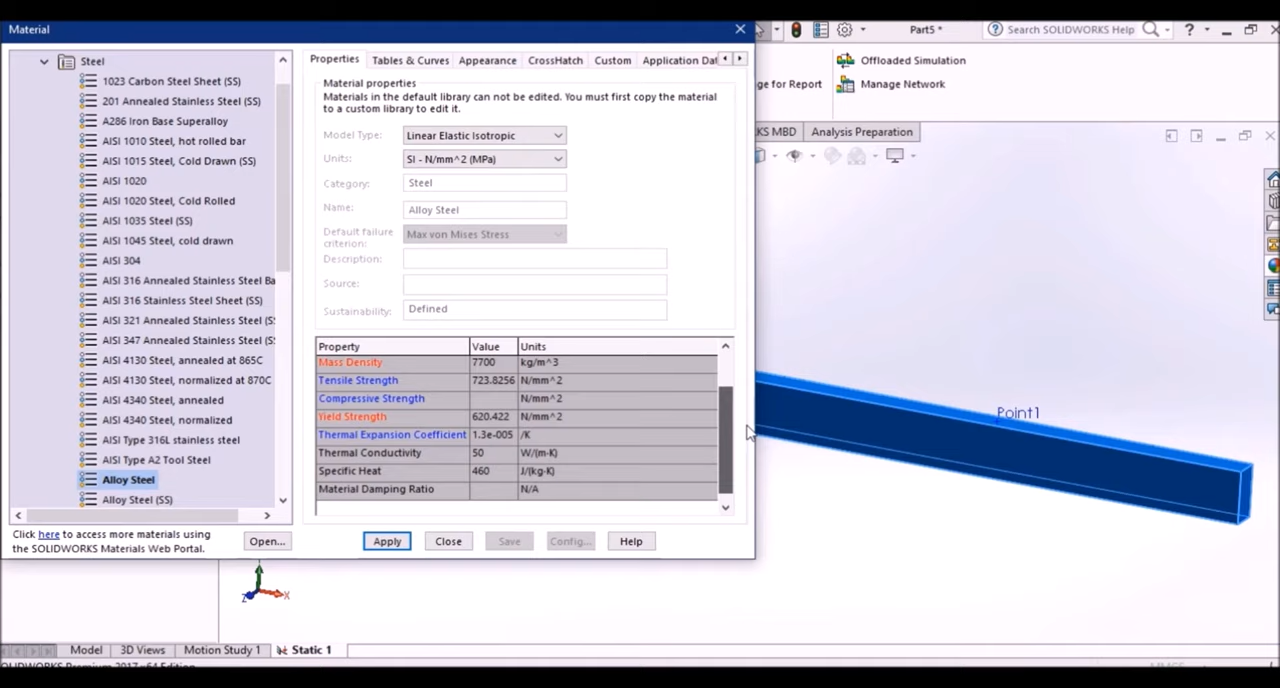 Material
Part5 *
Search SOLIDWORKS Help
Steel
1023 Carbon Steel Sheet (SS)
201 Annealed Stainless Steel (SS)
A286 Iron Base Superalloy
AISI 1010 Steel, hot rolled bar
AISI 1015 Steel, Cold Drawn (SS)
AISI 1020
AISI 1020 Steel, Cold Rolled
AISI 1035 Steel (SS)
AISI 1045 Steel, cold drawn
AISI 304
AISI 316 Annealed Stainless Steel Ba
AISI 316 Stainless Steel Sheet (SS)
AISI 321 Annealed Stainless Steel (S
AISI 347 Annealed Stainless Steel (S
AISI 4130 Steel, annealed at 865C
AISI 4130 Steel, normalized at 870C
AISI 4340 Steel, annealed
AISI 4340 Steel, normalized
AISI Type 316L stainless steel
AISI Type A2 Tool Steel
Alloy Steel
Alloy Steel (SS)
Click here to access more materials using
the SOLIDWORKS Materials Web Portal.
Open...
Properties Tables & Curves Appearance CrossHatch Custom Application Dat
Material properties
Materials in the default library can not be edited. You must first copy the material
to a custom library to edit it.
Model Type: Linear Elastic Isotropic
Units: SI - N/mm^2 (MPa)
Category: Steel
Name: Alloy Steel
Default failure
criterion: Max von Mises Stress
Description:
Source:
Sustainability: Defined
Property Value Units
Mass Density 7700 kg/m^3
Tensile Strength 723.8256 N/mm^2
Compressive Strength N/mm^2
Yield Strength 620.422 N/mm^2
Thermal Expansion Coefficient 1.3e-005 /K
Thermal Conductivity 50 W/(m·K)
Specific Heat 460 J/(kg·K)
Material Damping Ratio N/A
Apply Close Save Config... Help
Offloaded Simulation
ge for Report Manage Network
KS MBD Analysis Preparation
Point1
Z X
Model 3D Views Motion Study 1 Static 1
SOLIDWORKS Premium 2017 x64 Edition